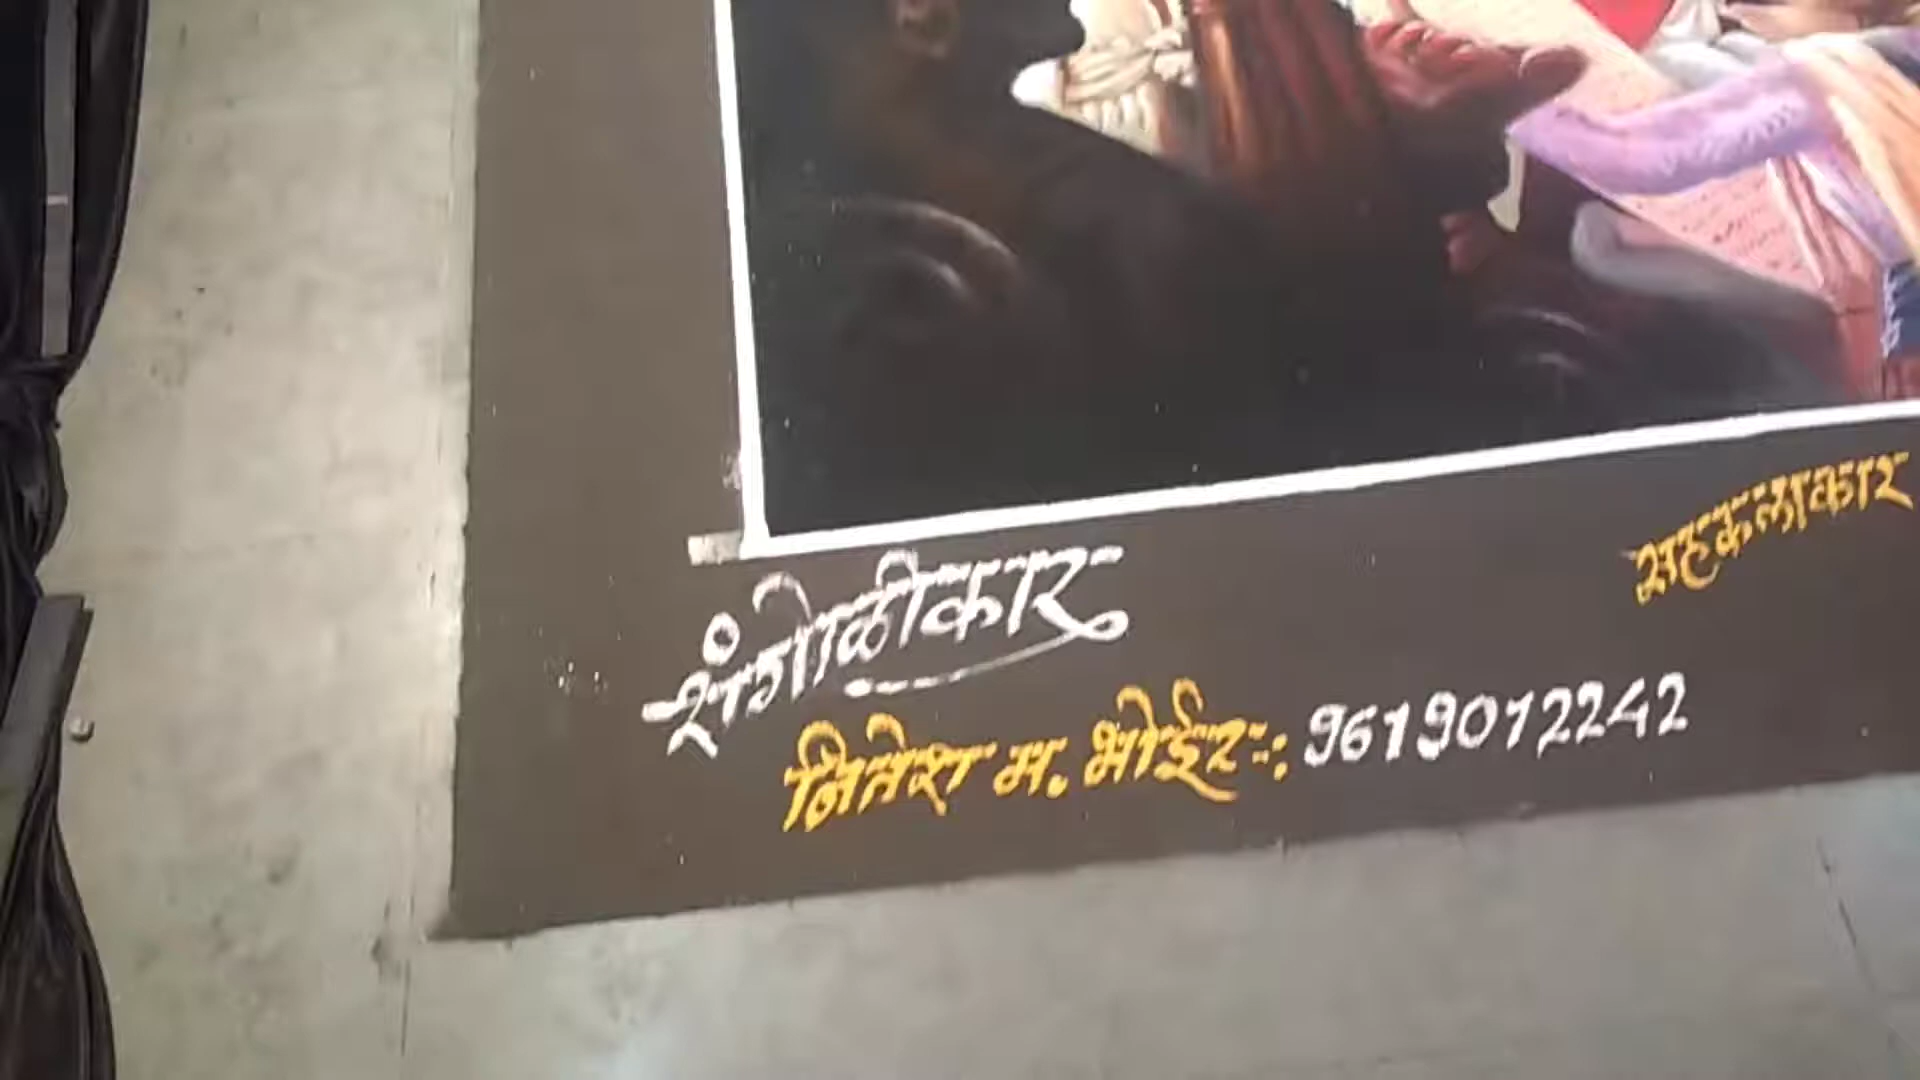 रंगोळीकार
सहकलाकार
नितेश म. भोईर :- 9619012242